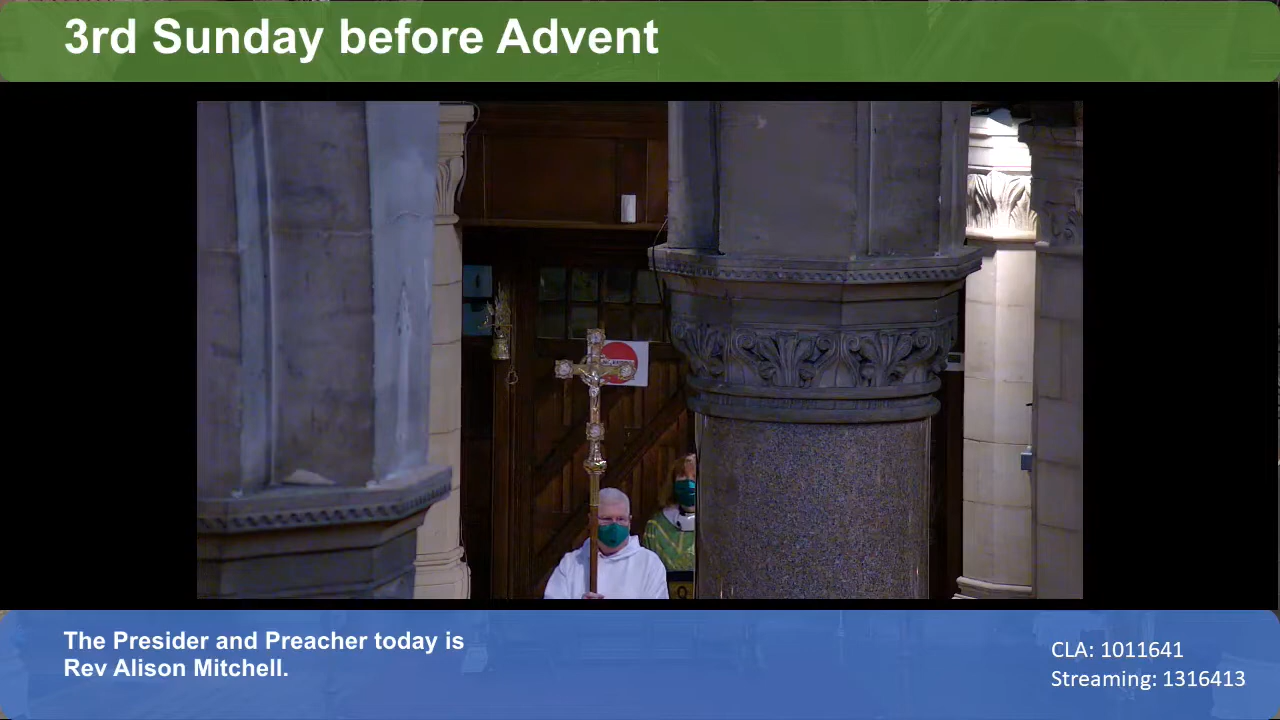 3rd Sunday before Advent
The Presider and Preacher today is
Rev Alison Mitchell.
CLA: 1011641
Streaming: 1316413